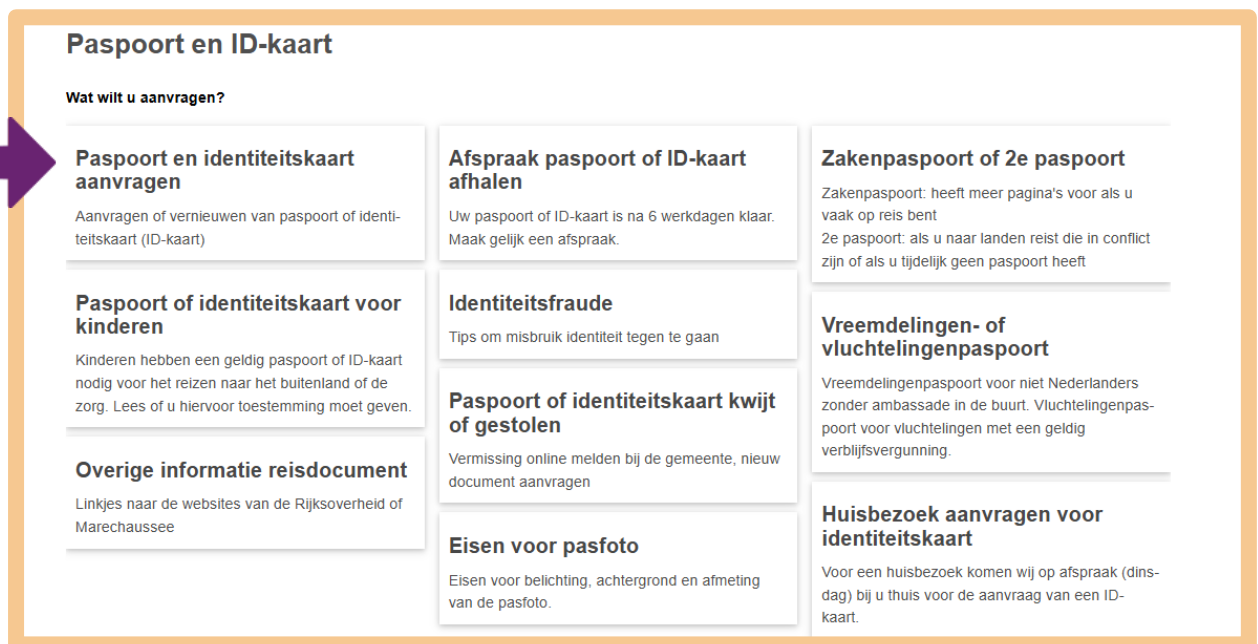 Paspoort en ID-kaart
Wat wilt u aanvragen?
Paspoort en identiteitskaart
aanvragen
Aanvragen of vernieuwen van paspoort of identi-
teitskaart (ID-kaart)
Paspoort of identiteitskaart voor
kinderen
Kinderen hebben een geldig paspoort of ID-kaart
nodig voor het reizen naar het buitenland of de
zorg. Lees of u hiervoor toestemming moet geven.
Overige informatie reisdocument
Linkjes naar de websites van de Rijksoverheid of
Marechaussee
Afspraak paspoort of ID-kaart
afhalen
Uw paspoort of ID-kaart is na 6 werkdagen klaar.
Maak gelijk een afspraak.
Identiteitsfraude
Tips om misbruik identiteit tegen te gaan
Paspoort of identiteitskaart kwijt
of gestolen
Vermissing online melden bij de gemeente, nieuw
document aanvragen
Eisen voor pasfoto
Eisen voor belichting, achtergrond en afmeting
van de pasfoto.
Zakenpaspoort of 2e paspoort
Zakenpaspoort: heeft meer pagina's voor als u
vaak op reis bent
2e paspoort: als u naar landen reist die in conflict
zijn of als u tijdelijk geen paspoort heeft
Vreemdelingen- of
vluchtelingenpaspoort
Vreemdelingenpaspoort voor niet Nederlanders
zonder ambassade in de buurt. Vluchtelingenpas-
poort voor vluchtelingen met een geldig
verblijfsvergunning.
Huisbezoek aanvragen voor
identiteitskaart
Voor een huisbezoek komen wij op afspraak (dins-
dag) bij u thuis voor de aanvraag van een ID-
kaart.